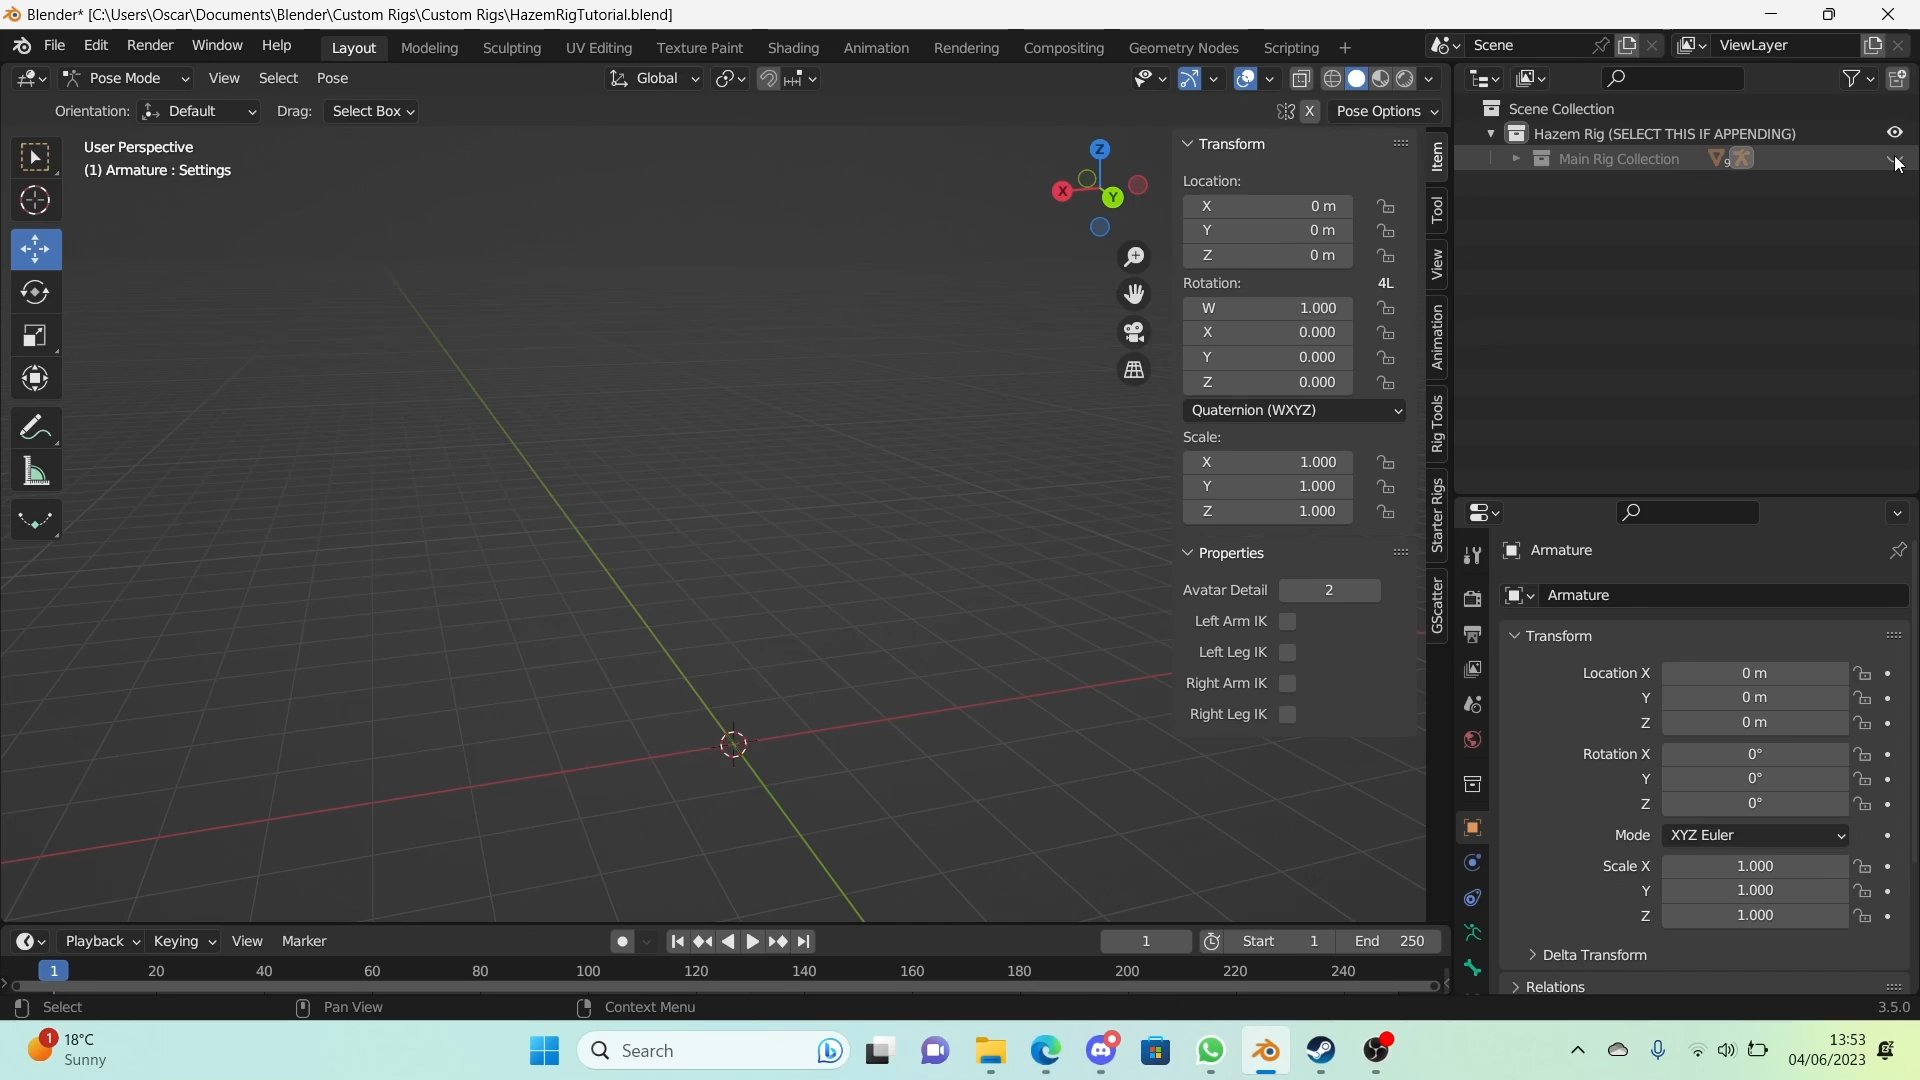 Blender* [C:\Users\Oscar\Documents\Blender\Custom Rigs\Custom Rigs\HazemRigTutorial.blend]
File Edit Render Window Help Layout Modeling Sculpting UV Editing Texture Paint Shading Animation Rendering Compositing Geometry Nodes Scripting + Scene ViewLayer
Pose Mode View Select Pose Global
Orientation: Default Drag: Select Box X Pose Options
User Perspective
(1) Armature : Settings
Z
X
Y
Transform
Location:
X 0 m
Y 0 m
Z 0 m
Rotation: 4L
W 1.000
X 0.000
Y 0.000
Z 0.000
Quaternion (WXYZ)
Scale:
X 1.000
Y 1.000
Z 1.000
Properties
Avatar Detail 2
Left Arm IK
Left Leg IK
Right Arm IK
Right Leg IK
Item
Tool
View
Animation
Rig Tools
Starter Rigs
GScatter
Scene Collection
Hazem Rig (SELECT THIS IF APPENDING)
Main Rig Collection 9
Armature
Armature
Transform
Location X 0 m
Y 0 m
Z 0 m
Rotation X 0°
Y 0°
Z 0°
Mode XYZ Euler
Scale X 1.000
Y 1.000
Z 1.000
Delta Transform
Relations
Playback Keying View Marker 1 Start 1 End 250
1 20 40 60 80 100 120 140 160 180 200 220 240
Select Pan View Context Menu 3.5.0
1 18°C
Sunny
Search
13:53
04/06/2023